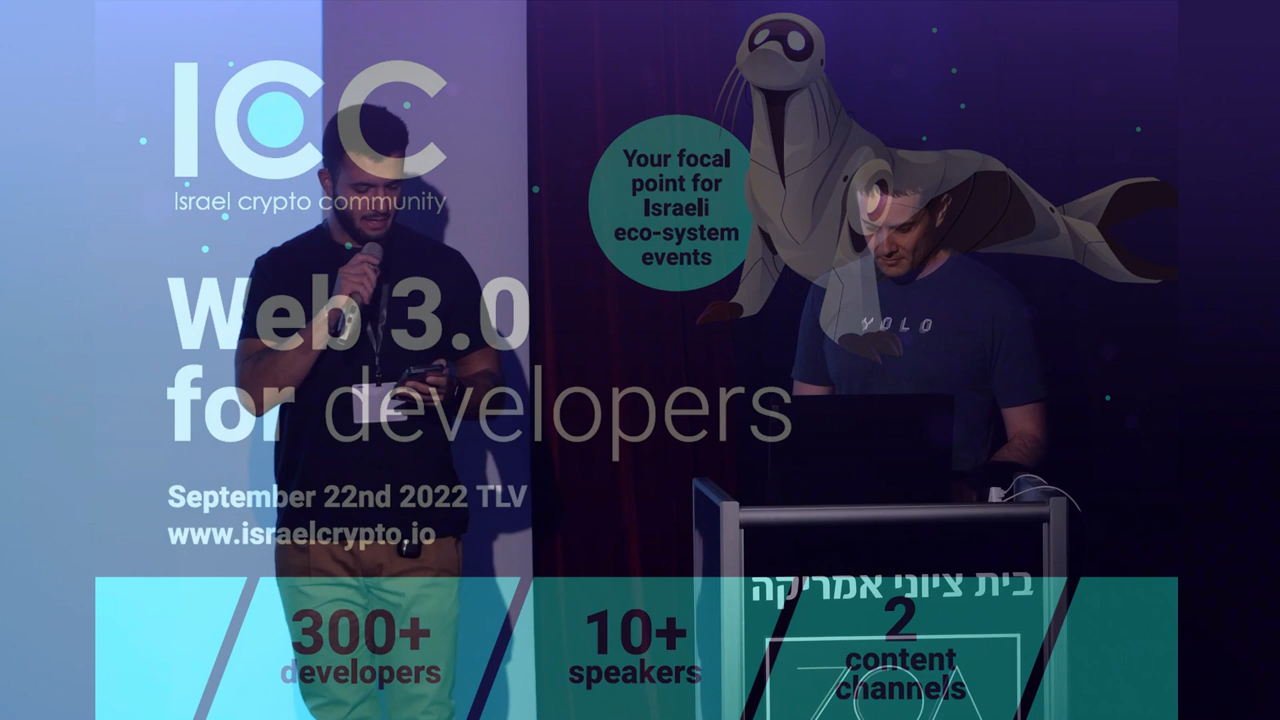 ICC
Israel crypto community
Your focal
point for
Israeli
eco-system
events
Web 3.0
for developers
YOLO
September 22nd 2022 TLV
www.israelcrypto.io
בית ציוני אמריקה
300+
developers
10+
speakers
2
content
channels
ZOA